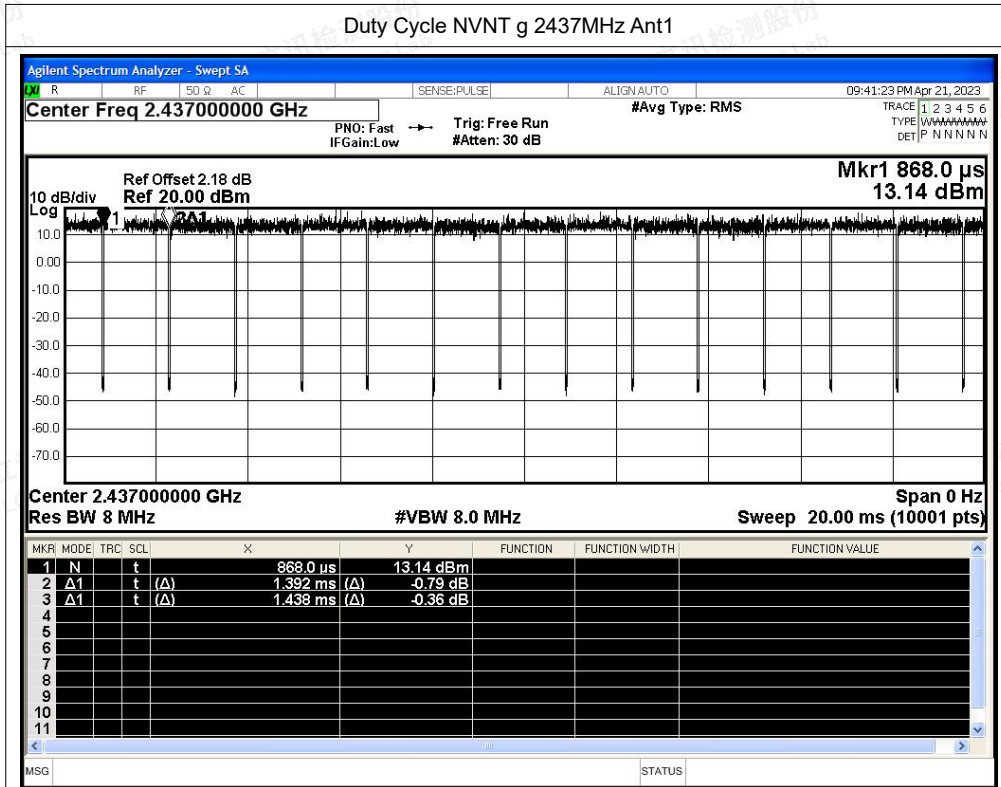 Duty Cycle NVNT g 2437MHz Ant1
Agilent Spectrum Analyzer - Swept SA
LXI R RF 50 Ω AC SENSE:PULSE ALIGN AUTO 09:41:23 PM Apr 21, 2023
Center Freq 2.437000000 GHz #Avg Type: RMS TRACE 1 2 3 4 5 6
PNO: Fast Trig: Free Run TYPE WWWWWW
IFGain:Low #Atten: 30 dB DET P N N N N N
Mkr1 868.0 µs
Ref Offset 2.18 dB
10 dB/div Ref 20.00 dBm 13.14 dBm
Log
1 3Δ1
10.0
0.00
-10.0
-20.0
-30.0
-40.0
-50.0
-60.0
-70.0
Center 2.437000000 GHz Span 0 Hz
Res BW 8 MHz #VBW 8.0 MHz Sweep 20.00 ms (10001 pts)
MKR MODE TRC SCL X Y FUNCTION FUNCTION WIDTH FUNCTION VALUE
1 N t 868.0 µs 13.14 dBm
2 Δ1 t (Δ) 1.392 ms (Δ) -0.79 dB
3 Δ1 t (Δ) 1.438 ms (Δ) -0.36 dB
4
5
6
7
8
9
10
11
MSG STATUS